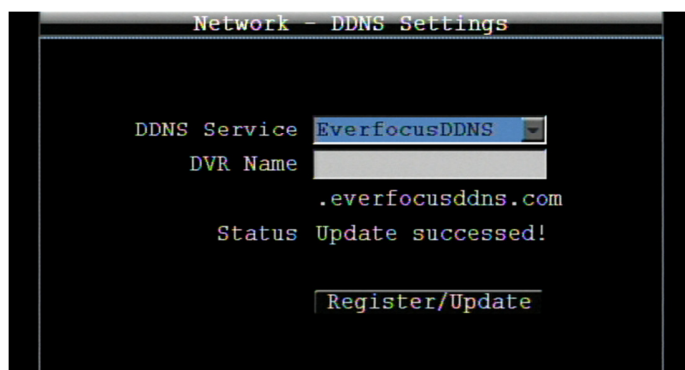 Network - DDNS Settings
DDNS Service EverfocusDDNS
DVR Name
.everfocusddns.com
Status Update successed!
Register/Update